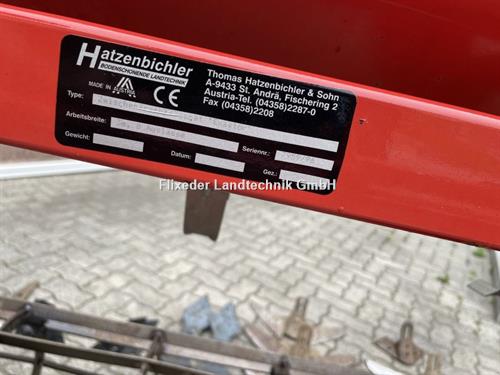 Hatzenbichler
BODENSCHONENDE LANDTECHNIK
MADE IN AUSTRIA
CE
Thomas Hatzenbichler & Sohn
A-9433 St. Andrä, Fischering 2
Austria-Tel. (04358)2287-0
Fax (04358)2208
Type:
Arbeitsbreite:
Seriennr.:
Gewicht:
Datum:
Gez.:
Flixeder Landtechnik GmbH